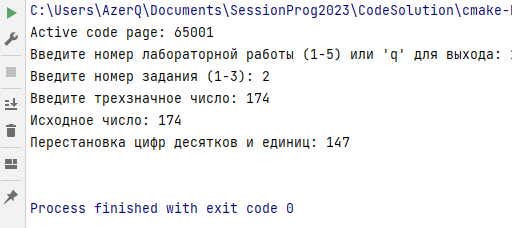 C:\Users\AzerQ\Documents\SessionProg2023\CodeSolution\cmake-
Active code page: 65001
Введите номер лабораторной работы (1-5) или 'q' для выхода:
Введите номер задания (1-3): 2
Введите трехзначное число: 174
Исходное число: 174
Перестановка цифр десятков и единиц: 147
Process finished with exit code 0